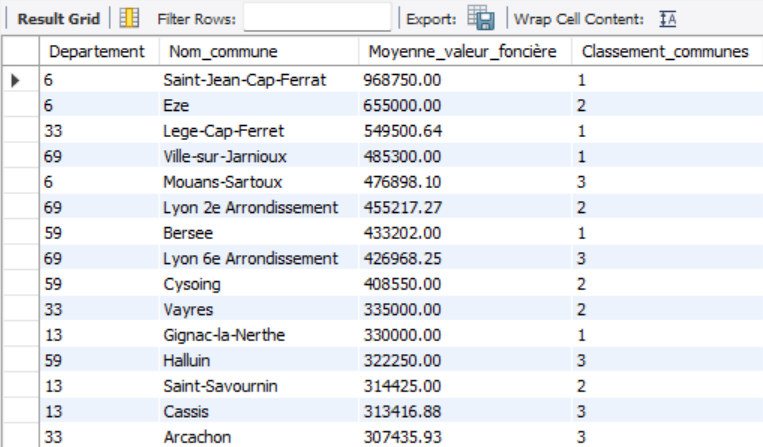 Result Grid Filter Rows: Export: Wrap Cell Content: IA
Departement Nom_commune Moyenne_valeur_foncière Classement_communes
6 Saint-Jean-Cap-Ferrat 968750.00 1
6 Eze 655000.00 2
33 Lege-Cap-Ferret 549500.64 1
69 Ville-sur-Jarnioux 485300.00 1
6 Mouans-Sartoux 476898.10 3
69 Lyon 2e Arrondissement 455217.27 2
59 Bersee 433202.00 1
69 Lyon 6e Arrondissement 426968.25 3
59 Cysoing 408550.00 2
33 Vayres 335000.00 2
13 Gignac-la-Nerthe 330000.00 1
59 Halluin 322250.00 3
13 Saint-Savournin 314425.00 2
13 Cassis 313416.88 3
33 Arcachon 307435.93 3